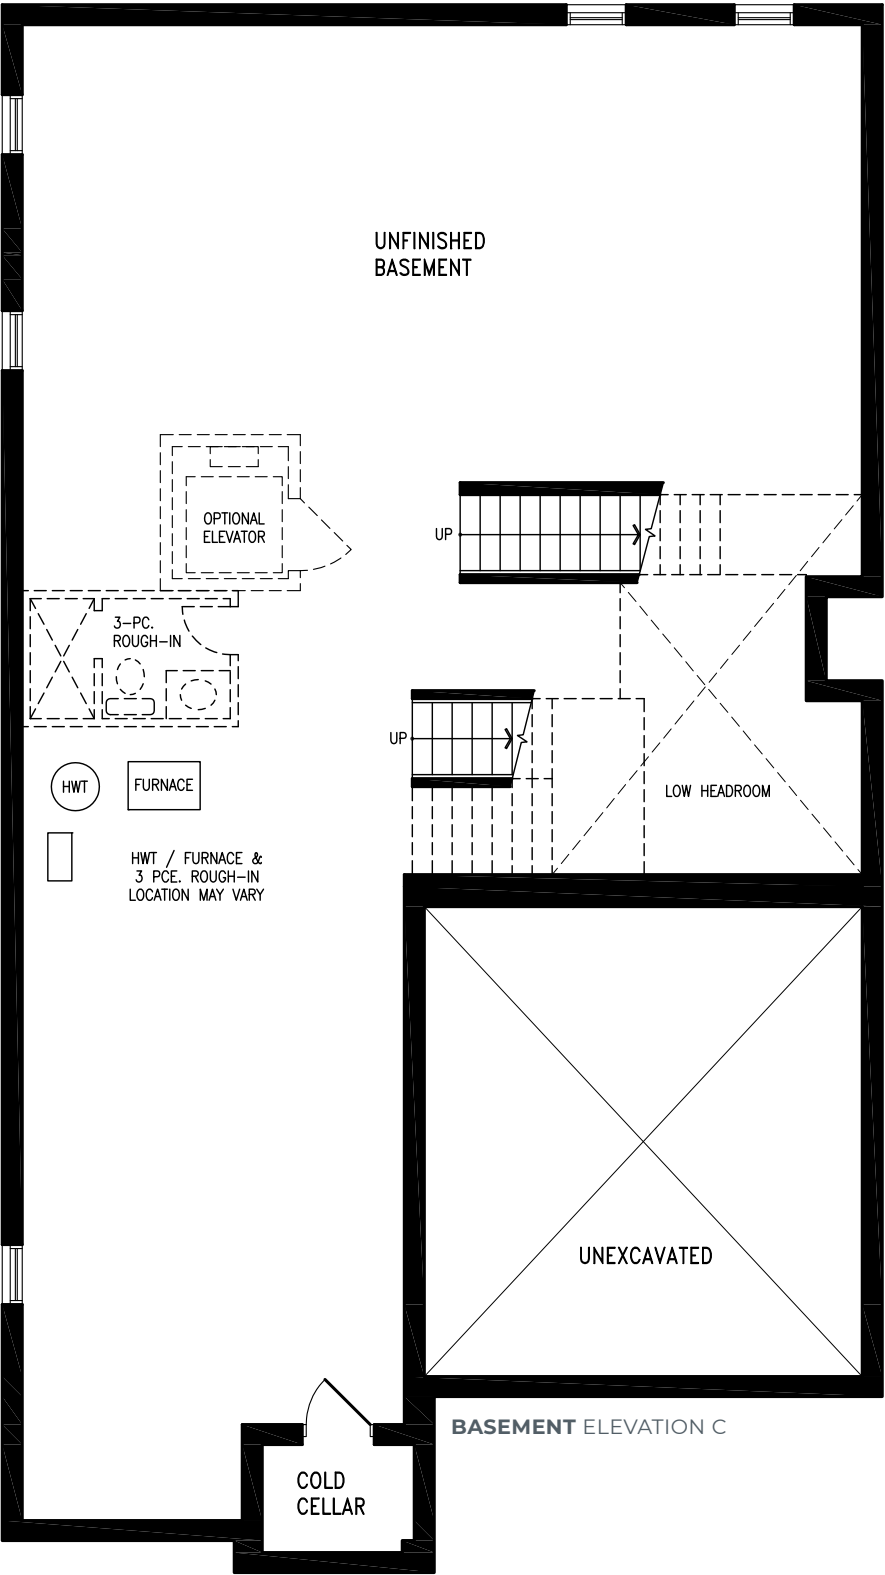 UNFINISHED
BASEMENT
OPTIONAL
ELEVATOR
UP
3-PC.
ROUGH-IN
UP
HWT
FURNACE
LOW HEADROOM
HWT / FURNACE &
3 PCE. ROUGH-IN
LOCATION MAY VARY
UNEXCAVATED
BASEMENT ELEVATION C
COLD
CELLAR